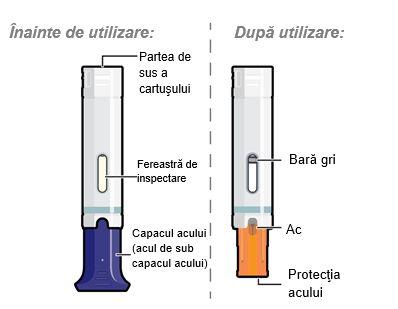 Înainte de utilizare:
După utilizare:
Partea de
sus a
cartușului
Fereastră de
inspectare
Capacul acului
(acul de sub
capacul acului)
Bară gri
Ac
Protecţia
acului